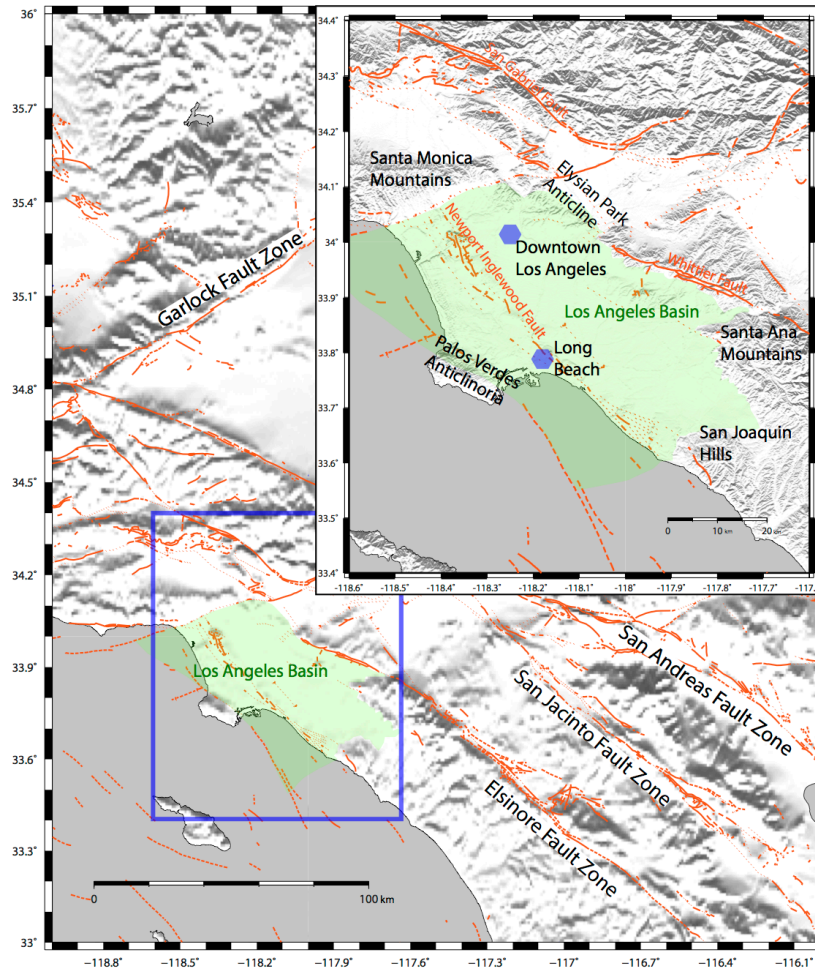 36˚
35.7˚
35.4˚
35.1˚
34.8˚
34.5˚
34.2˚
33.9˚
33.6˚
33.3˚
33˚
−118.8˚
−118.5˚
−118.2˚
−117.9˚
−117.6˚
−117.3˚
−117˚
−116.7˚
−116.4˚
−116.1˚
Garlock Fault Zone
Los Angeles Basin
San Andreas Fault Zone
San Jacinto Fault Zone
Elsinore Fault Zone
0
100 km
34.4˚
34.3˚
34.2˚
34.1˚
34˚
33.9˚
33.8˚
33.7˚
33.6˚
33.5˚
33.4˚
−118.6˚
−118.5˚
−118.4˚
−118.3˚
−118.2˚
−118.1˚
−118˚
−117.9˚
−117.8˚
−117.7˚
San Gabriel Fault
Santa Monica
Mountains
Elysian Park
Anticline
Newport Inglewood Fault
Downtown
Los Angeles
Whittier Fault
Los Angeles Basin
Santa Ana
Mountains
Long
Beach
Palos Verdes
Anticlinoria
San Joaquin
Hills
0
10 km
20